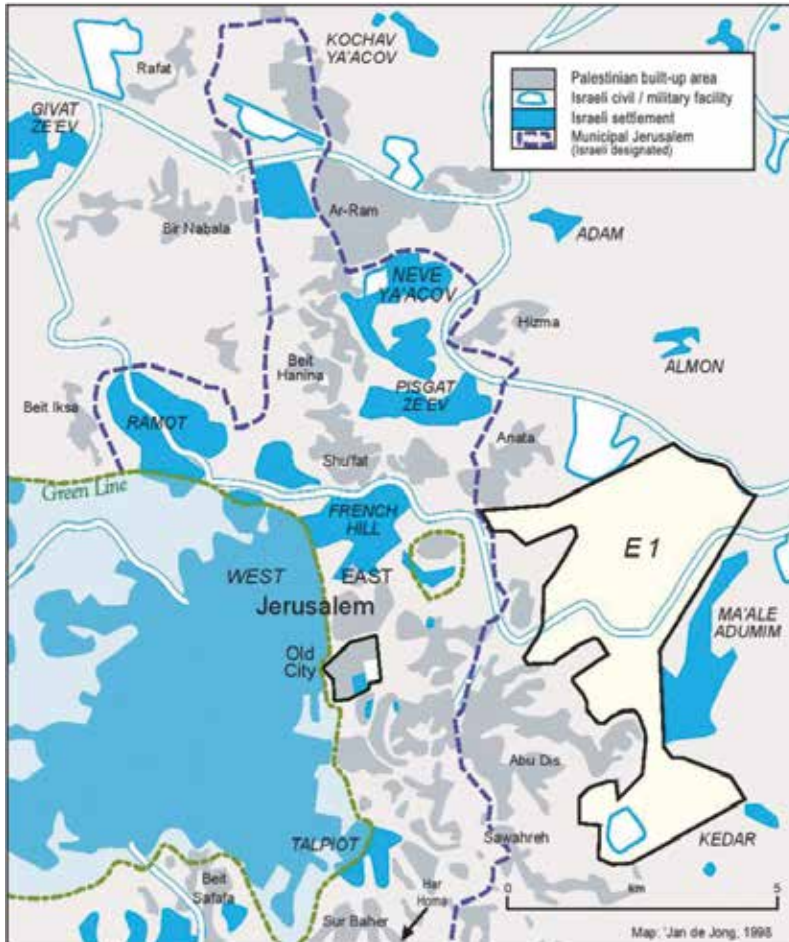 KOCHAV
YA'ACOV
Rafat
GIVAT
ZE'EV
Palestinian built-up area
Israeli civil / military facility
Israeli settlement
Municipal Jerusalem
(Israeli designated)
Ar-Ram
Bir Nabala
ADAM
NEVE
YA'ACOV
Hizma
ALMON
Beit
Hanina
PISGAT
ZE'EV
Beit Iksa
RAMOT
Anata
Shu'fat
Green Line
FRENCH
HILL
E 1
WEST
EAST
Jerusalem
MA'ALE
ADUMIM
Old
City
Abu Dis
TALPIOT
Sawahreh
KEDAR
Beit
Safafa
Har
Homa
0
km
5
Sur Baher
Map: 'Jan de Jong, 1998